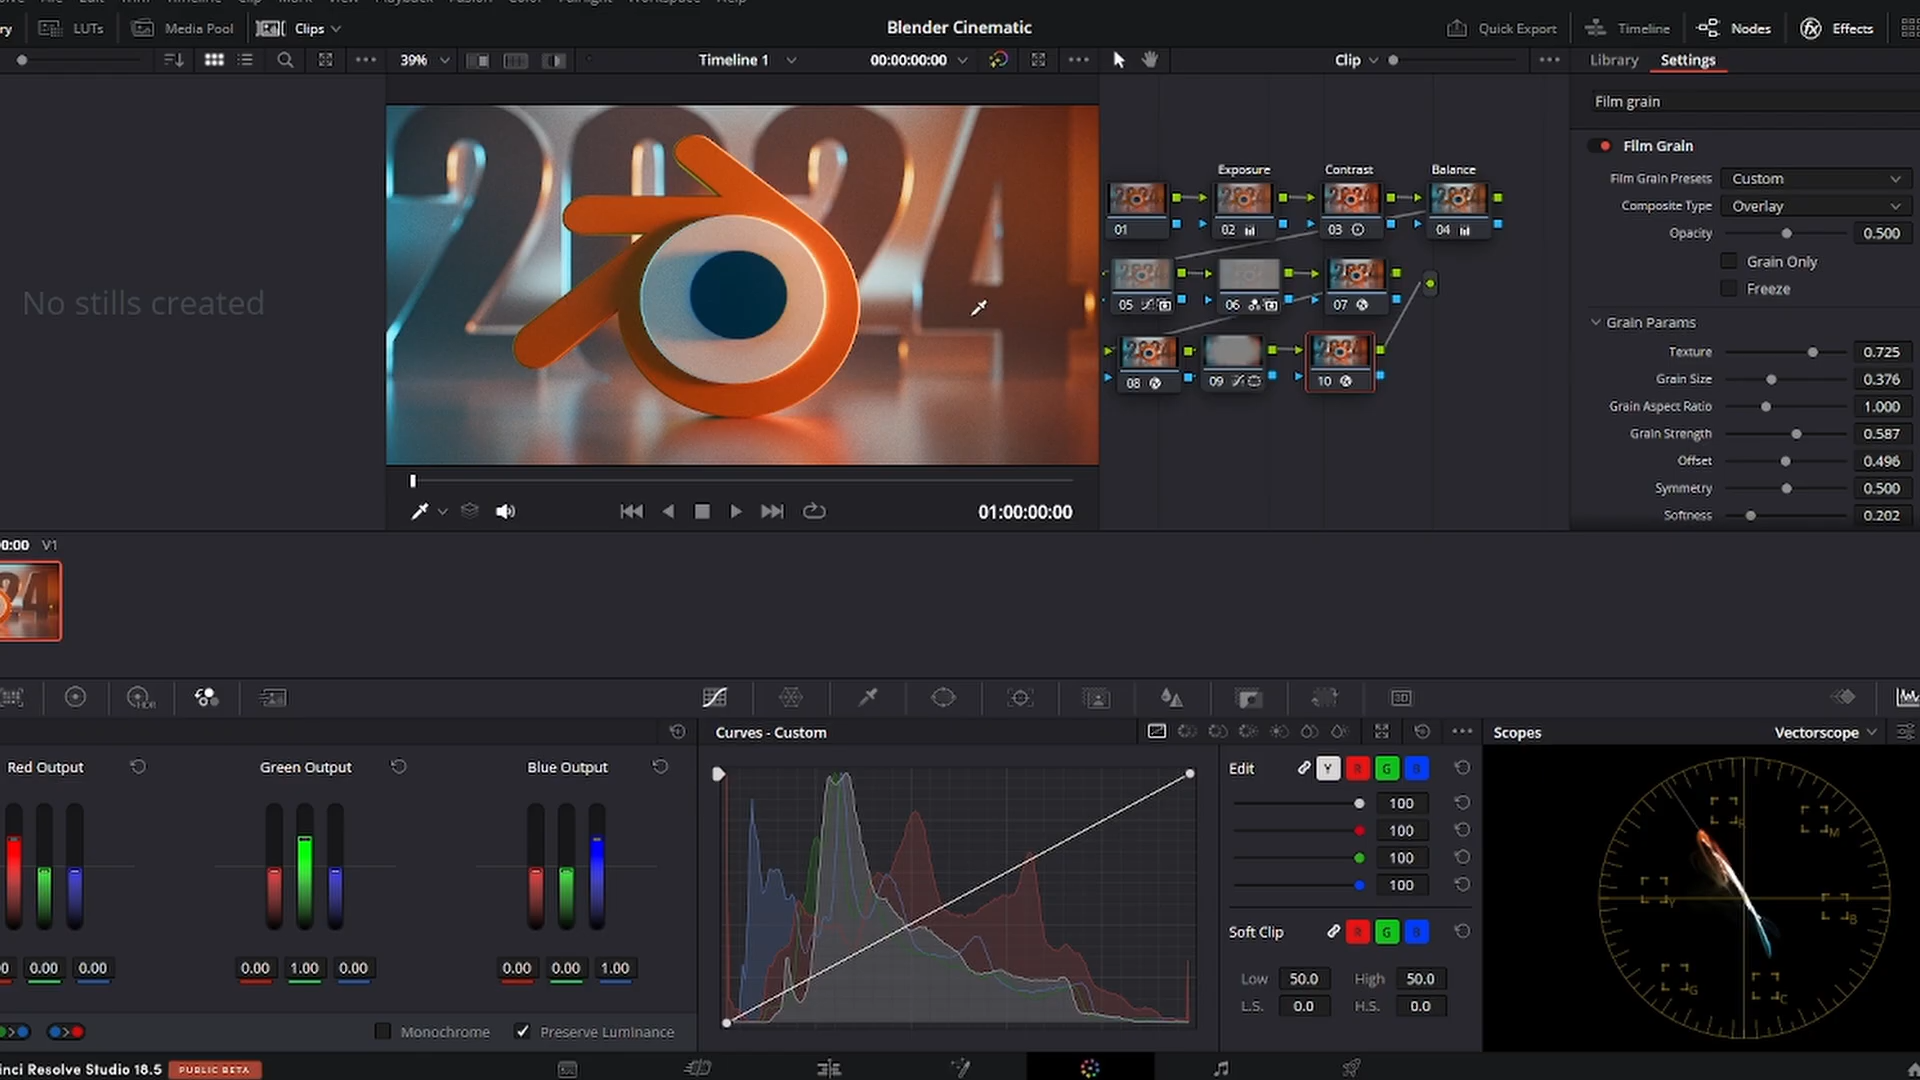 LUTs
Media Pool
Clips
Blender Cinematic
Quick Export
Timeline
Nodes
Effects
39%
Timeline 1
00:00:00:00
Clip
Library
Settings
Film grain
Film Grain
Film Grain Presets
Custom
Composite Type
Overlay
Opacity
0.500
Grain Only
Freeze
Grain Params
Texture
0.725
Grain Size
0.376
Grain Aspect Ratio
1.000
Grain Strength
0.587
Offset
0.496
Symmetry
0.500
Softness
0.202
No stills created
2024
Exposure
Contrast
Balance
01
02
03
04
05
06
07
08
09
10
01:00:00:00
0:00 V1
Red Output
Green Output
Blue Output
0.00 0.00
0.00 1.00 0.00
0.00 0.00 1.00
Monochrome
Preserve Luminance
Curves - Custom
Edit
Y
R
G
B
100
100
100
100
Soft Clip
R
G
B
Low
50.0
High
50.0
L.S.
0.0
H.S.
0.0
Scopes
Vectorscope
R
M
Y
B
G
C
HDR
3D
inci Resolve Studio 18.5
PUBLIC BETA